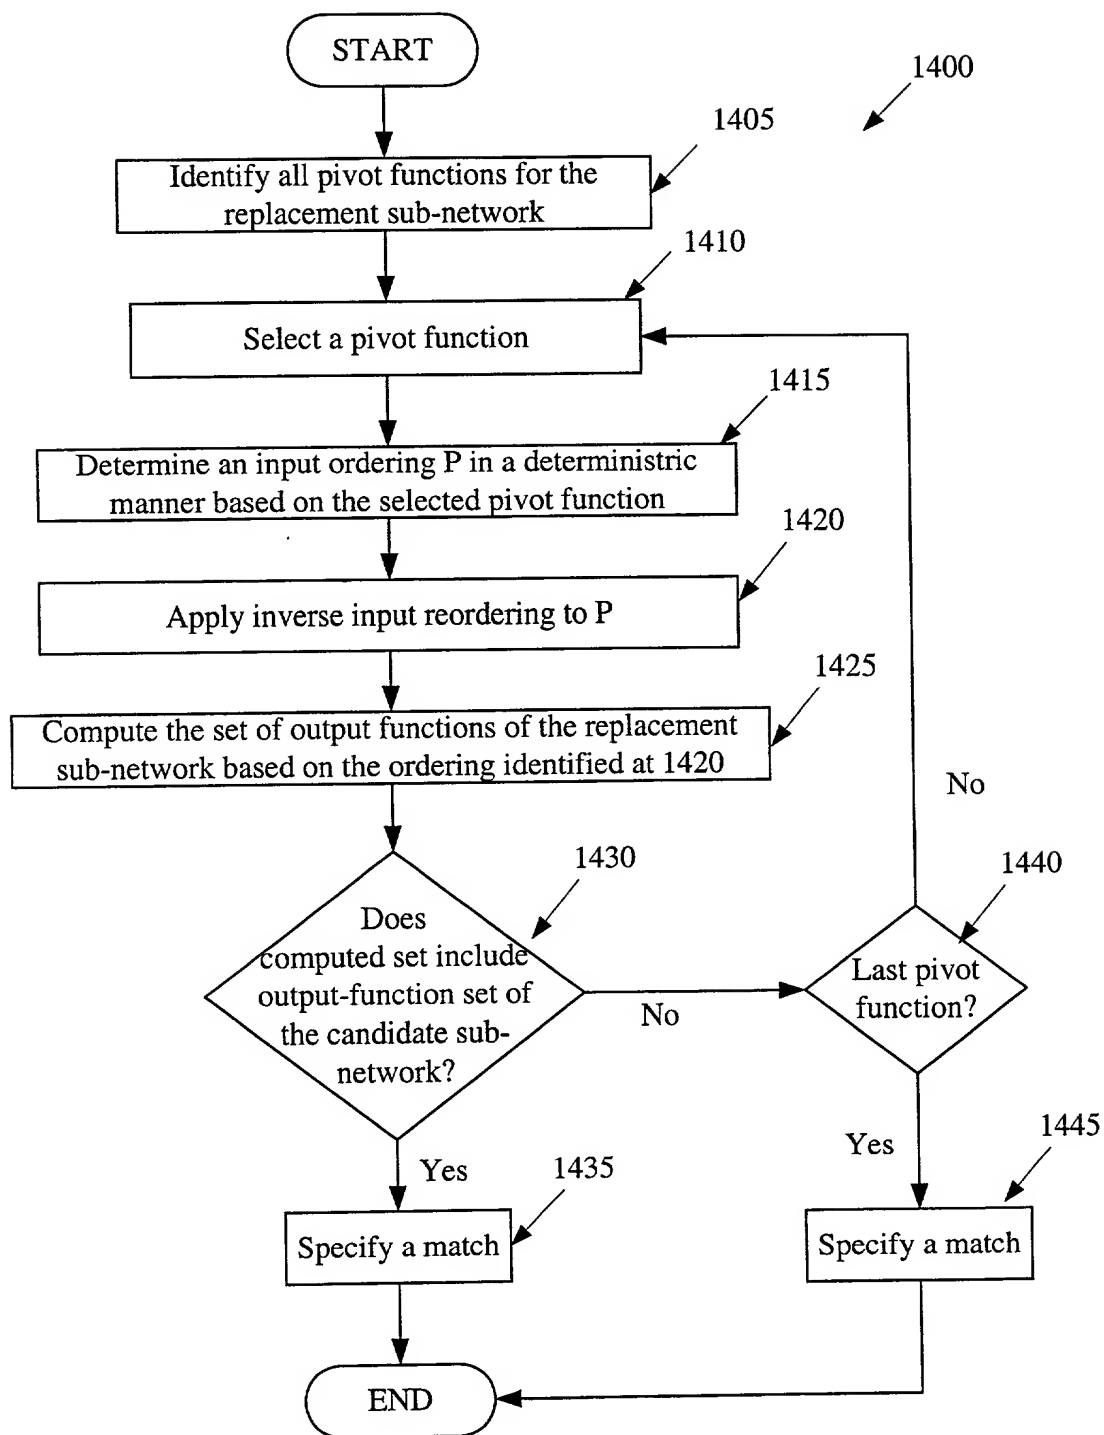 START
1400
1405
Identify all pivot functions for the
replacement sub-network
1410
Select a pivot function
1415
Determine an input ordering P in a deterministric
manner based on the selected pivot function
1420
Apply inverse input reordering to P
1425
Compute the set of output functions of the replacement
sub-network based on the ordering identified at 1420
No
1430
1440
Does
computed set include
output-function set of
the candidate sub-
network?
No
Last pivot
function?
Yes
1435
Yes
1445
Specify a match
Specify a match
END